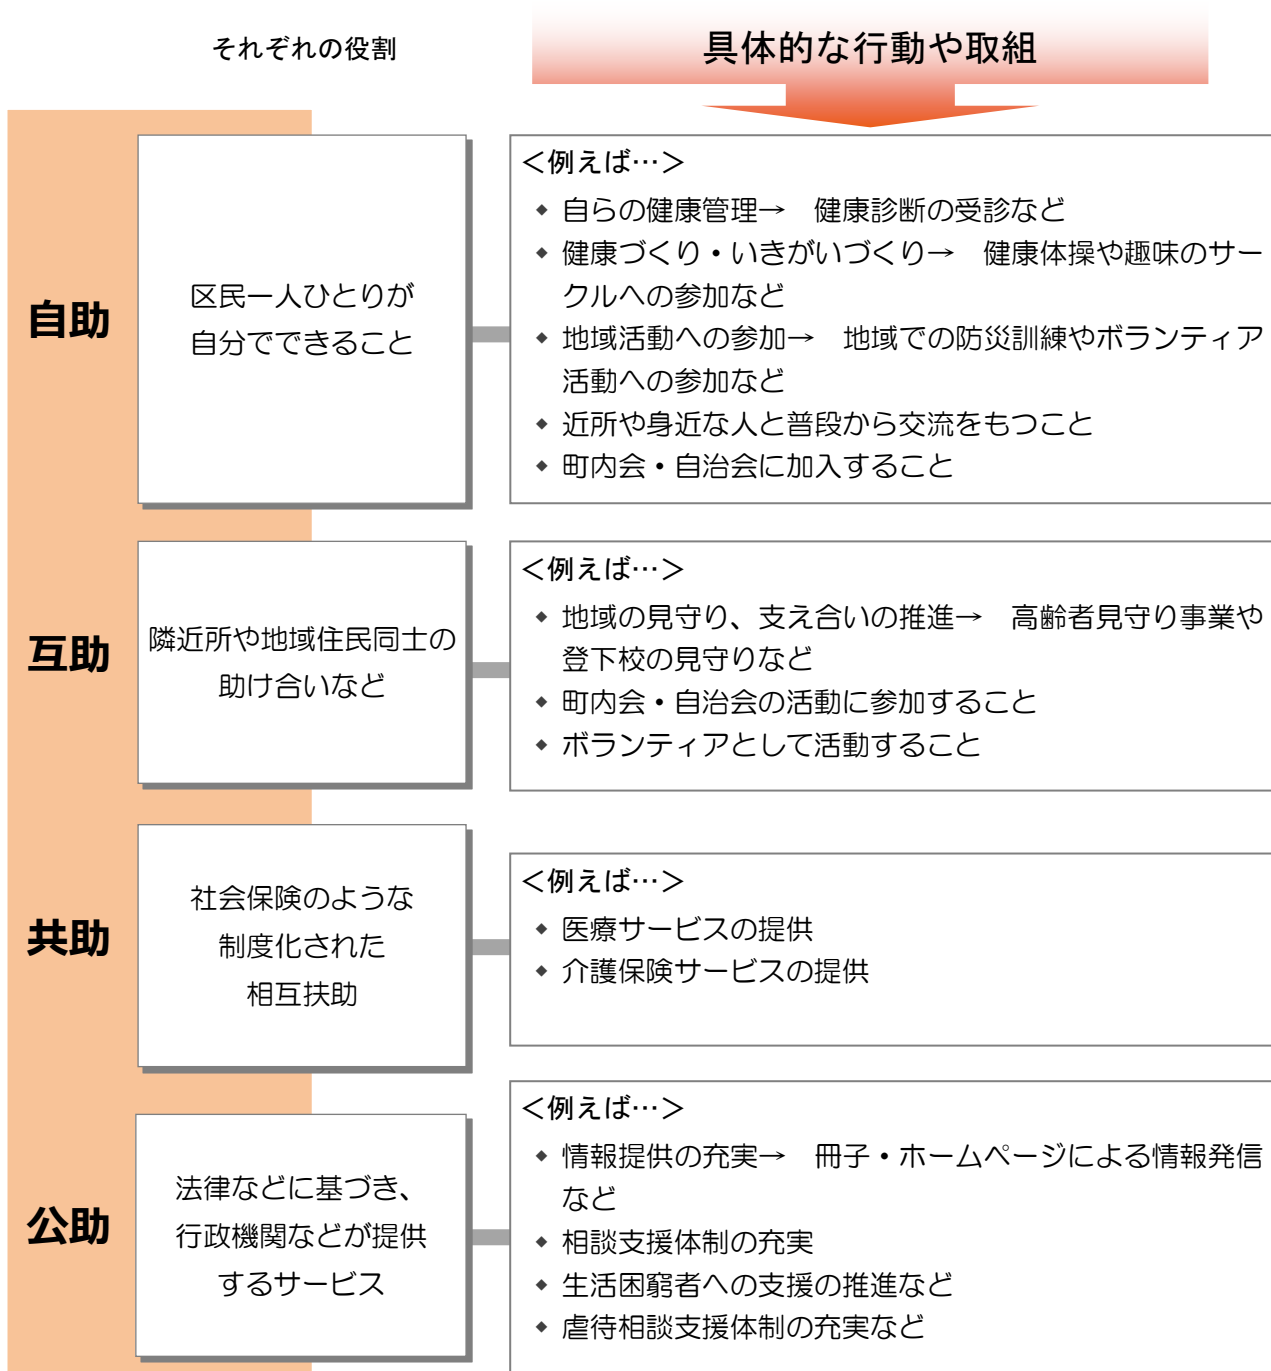 それぞれの役割
具体的な行動や取組
自助
区民一人ひとりが
自分でできること
＜例えば…＞
◆ 自らの健康管理→　健康診断の受診など
◆ 健康づくり・いきがいづくり→　健康体操や趣味のサー
クルへの参加など
◆ 地域活動への参加→　地域での防災訓練やボランティア
活動への参加など
◆ 近所や身近な人と普段から交流をもつこと
◆ 町内会・自治会に加入すること
互助
隣近所や地域住民同士の
助け合いなど
＜例えば…＞
◆ 地域の見守り、支え合いの推進→　高齢者見守り事業や
登下校の見守りなど
◆ 町内会・自治会の活動に参加すること
◆ ボランティアとして活動すること
共助
社会保険のような
制度化された
相互扶助
＜例えば…＞
◆ 医療サービスの提供
◆ 介護保険サービスの提供
公助
法律などに基づき、
行政機関などが提供
するサービス
＜例えば…＞
◆ 情報提供の充実→　冊子・ホームページによる情報発信
など
◆ 相談支援体制の充実
◆ 生活困窮者への支援の推進など
◆ 虐待相談支援体制の充実など